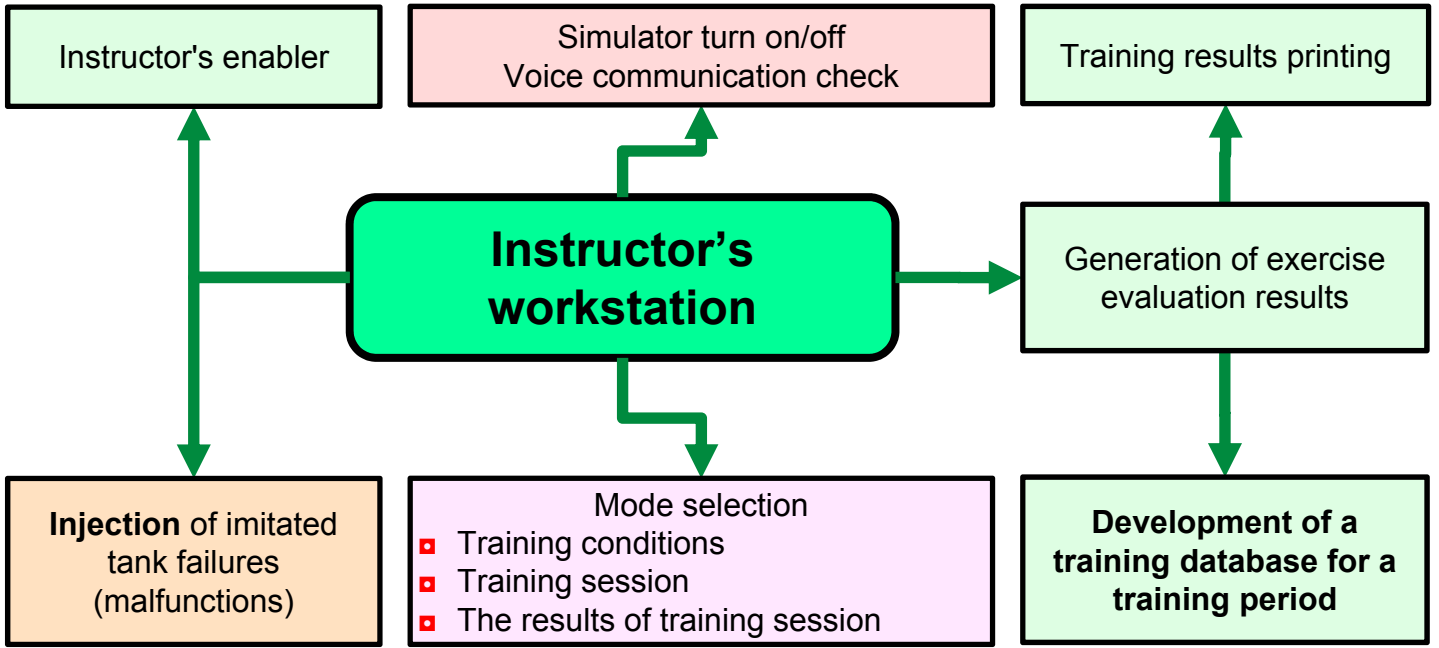 Instructor's enabler
Simulator turn on/off
Voice communication check
Training results printing
Instructor’s
workstation
Generation of exercise
evaluation results
Injection of imitated
tank failures
(malfunctions)
Mode selection
Training conditions
Training session
The results of training session
Development of a
training database for a
training period